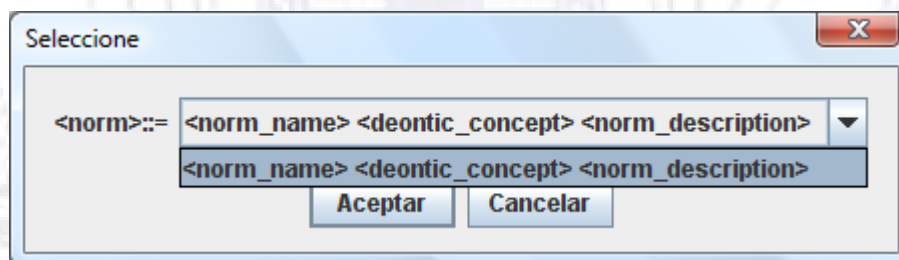 Seleccione
<norm>::= <norm_name> <deontic_concept> <norm_description>
<norm_name> <deontic_concept> <norm_description>
Aceptar Cancelar